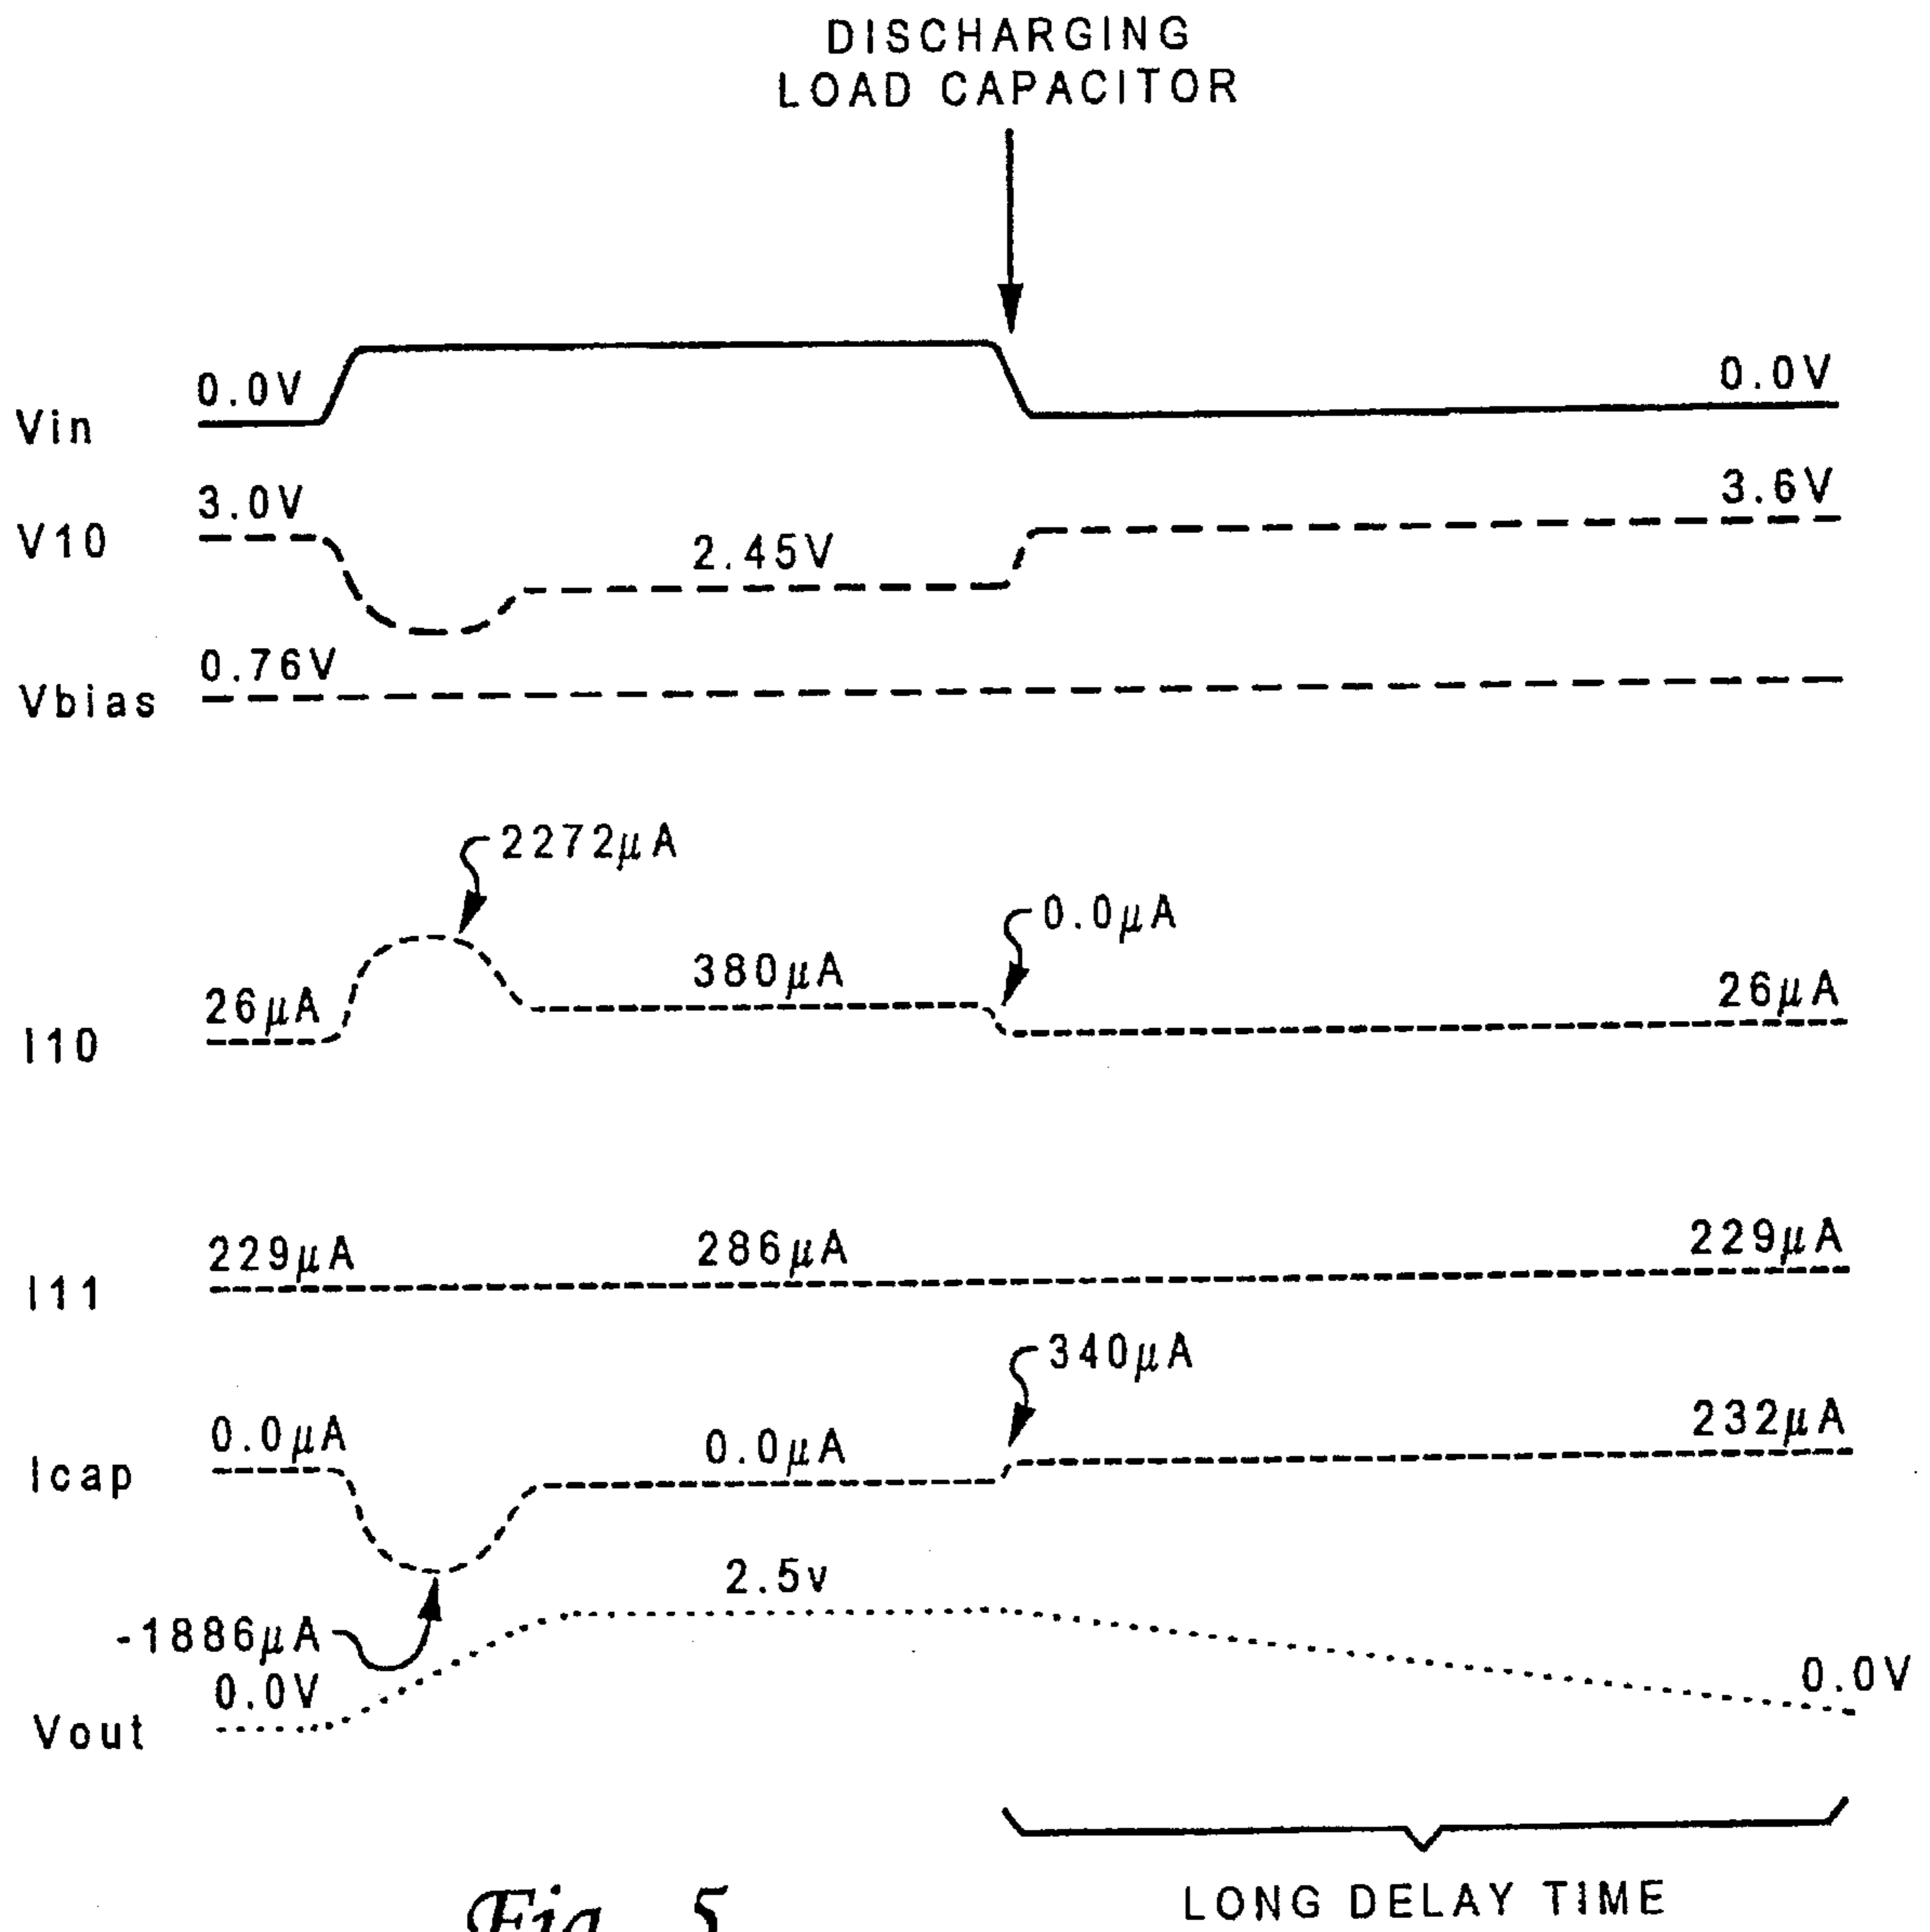 DISCHARGING
LOAD CAPACITOR
0.0V
0.0V
Vin
3.0V
3.6V
V10
2.45V
0.76V
Vbias
2272μA
0.0μA
380μA
26μA
26μA
I10
229μA
286μA
229μA
I11
340μA
0.0μA
0.0μA
232μA
Icap
2.5v
-1886μA
0.0V
0.0V
Vout
LONG DELAY TIME
Fig. 5